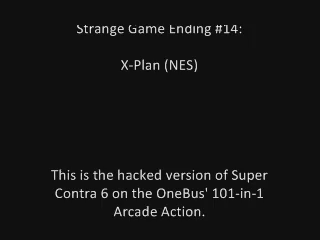 Strange Game Ending #14:
X-Plan (NES)
This is the hacked version of Super
Contra 6 on the OneBus' 101-in-1
Arcade Action.